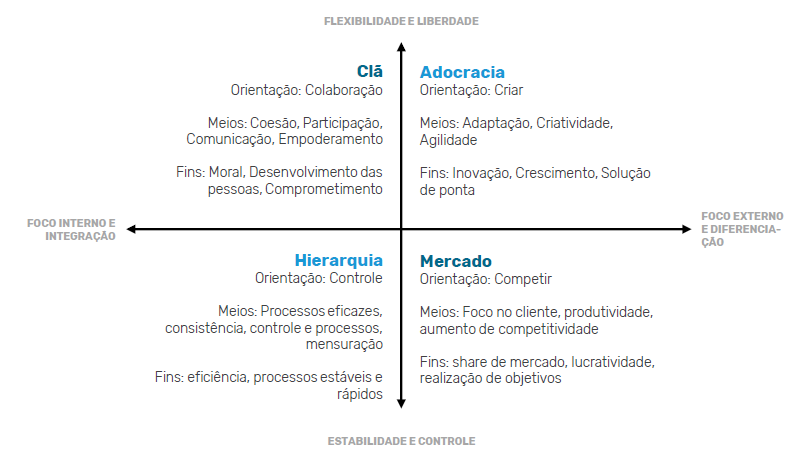 FLEXIBILIDADE E LIBERDADE
Clã
Orientação: Colaboração
Meios: Coesão, Participação,
Comunicação, Empoderamento
Fins: Moral, Desenvolvimento das
pessoas, Comprometimento
Adocracia
Orientação: Criar
Meios: Adaptação, Criatividade,
Agilidade
Fins: Inovação, Crescimento, Solução
de ponta
FOCO INTERNO E
INTEGRAÇÃO
FOCO EXTERNO
E DIFERENCIA-
ÇÃO
Hierarquia
Orientação: Controle
Meios: Processos eficazes,
consistência, controle e processos,
mensuração
Fins: eficiência, processos estáveis e
rápidos
Mercado
Orientação: Competir
Meios: Foco no cliente, produtividade,
aumento de competitividade
Fins: share de mercado, lucratividade,
realização de objetivos
ESTABILIDADE E CONTROLE